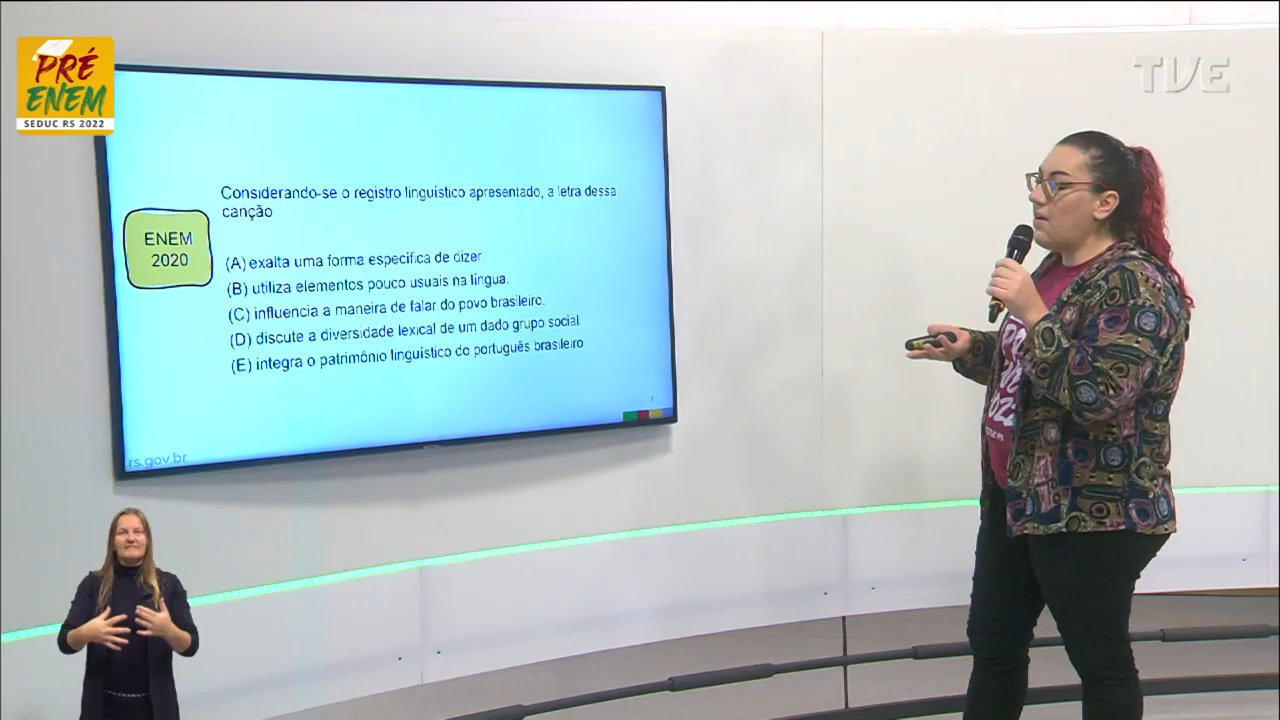 PRÉ
ENEM
SEDUC RS 2022
TVE
Considerando-se o registro linguístico apresentado, a letra dessa
canção
ENEM
2020
(A) exalta uma forma específica de dizer.
(B) utiliza elementos pouco usuais na língua.
(C) influencia a maneira de falar do povo brasileiro.
(D) discute a diversidade lexical de um dado grupo social.
(E) integra o patrimônio linguístico do português brasileiro
rs.gov.br